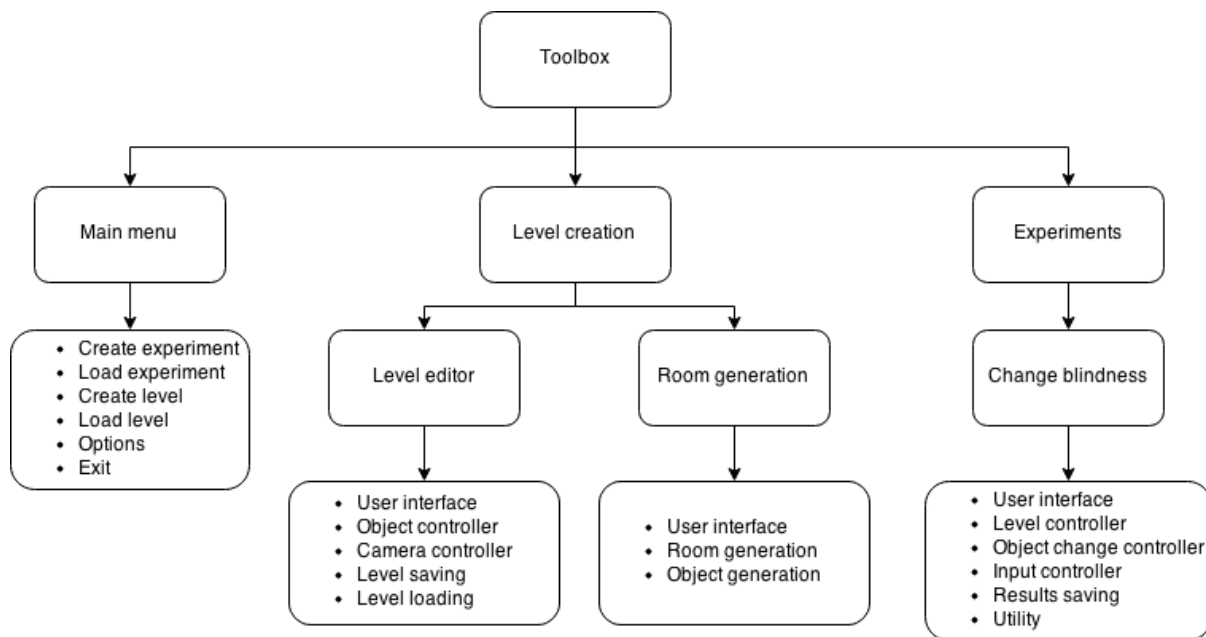 Toolbox
Main menu
Level creation
Experiments
Create experiment
Load experiment
Create level
Load level
Options
Exit
Level editor
Room generation
Change blindness
User interface
Object controller
Camera controller
Level saving
Level loading
User interface
Room generation
Object generation
User interface
Level controller
Object change controller
Input controller
Results saving
Utility